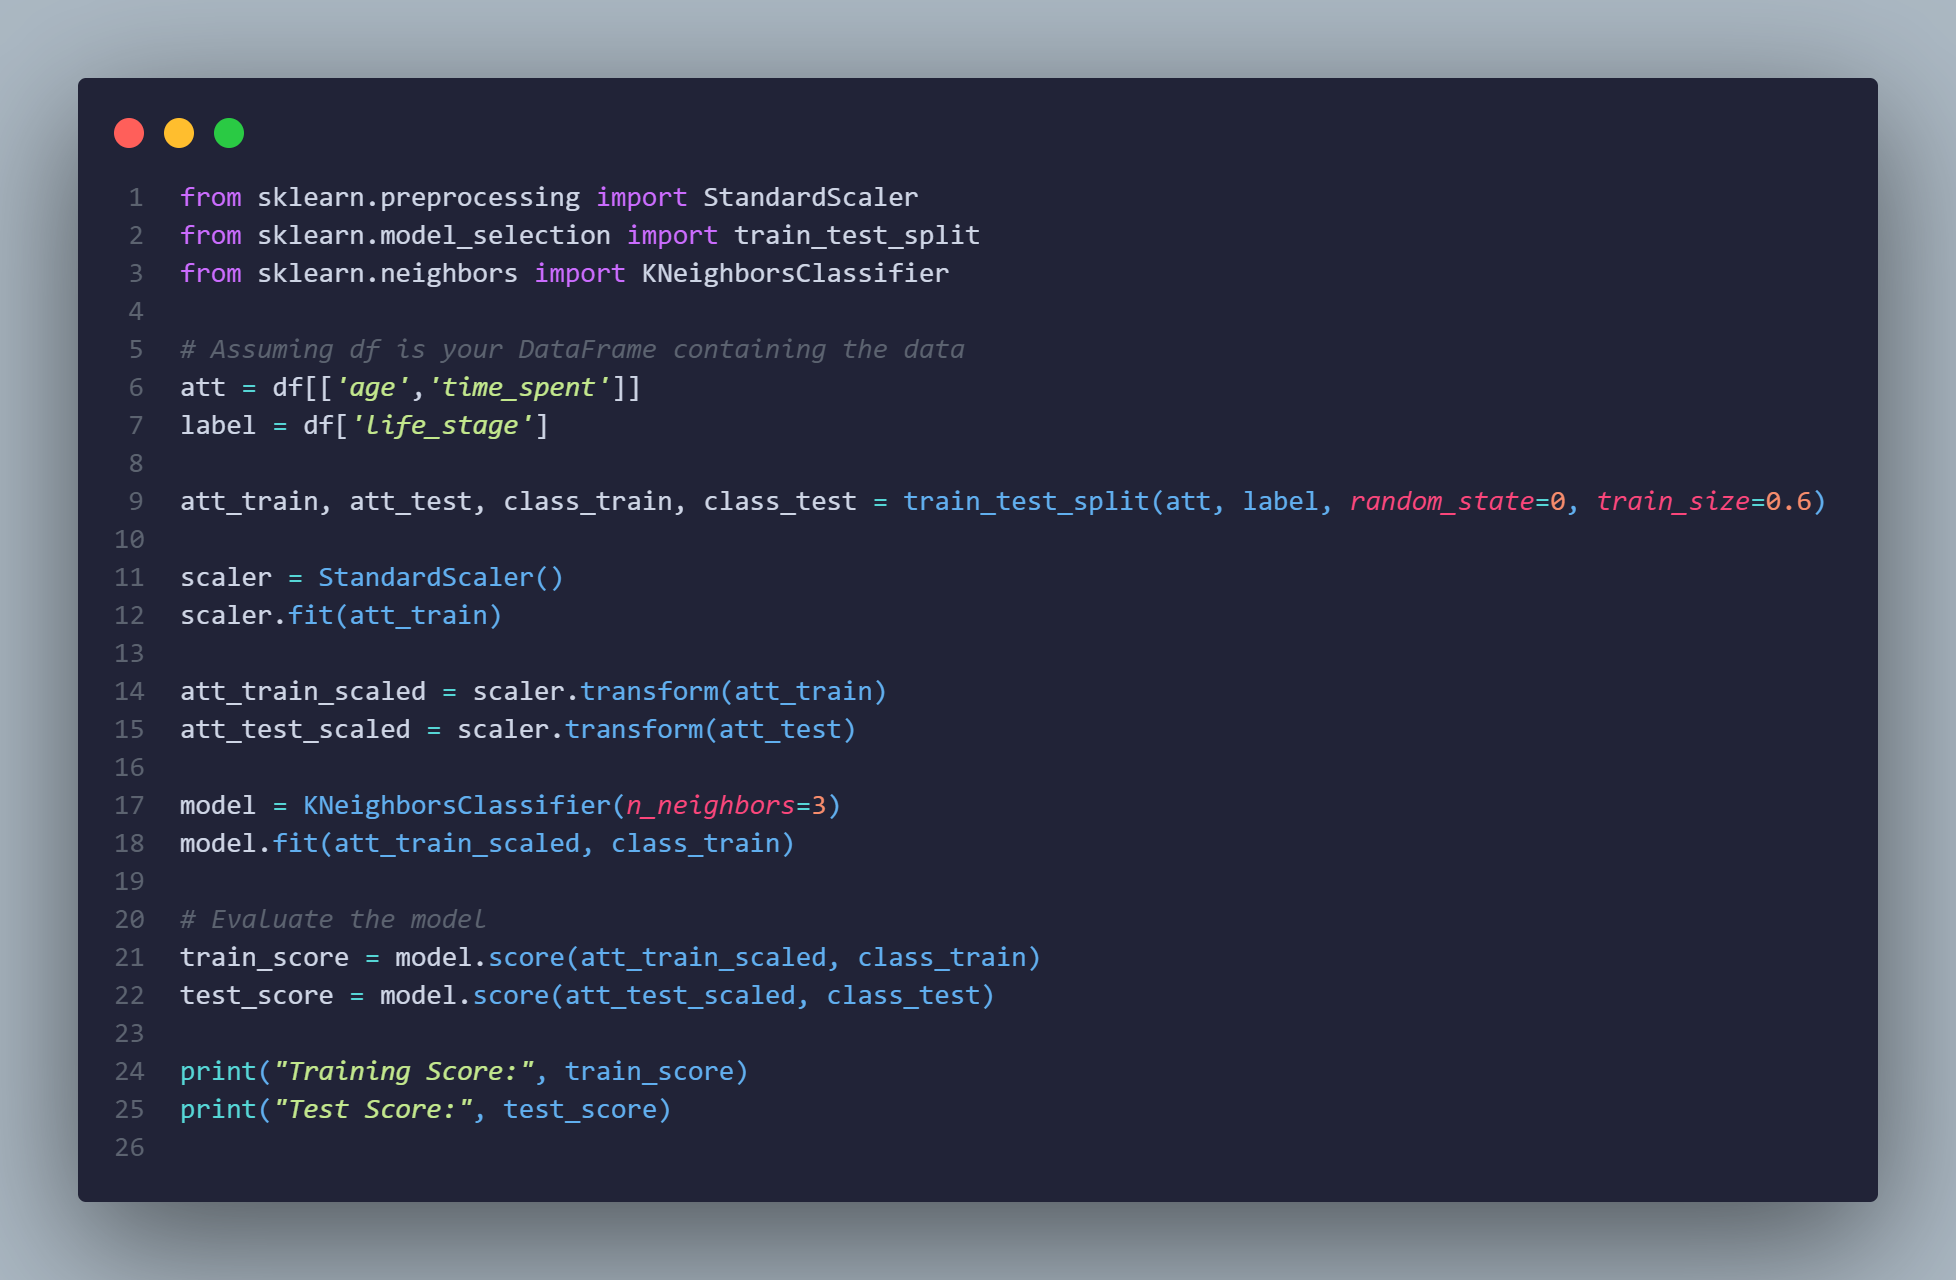 1 from sklearn.preprocessing import StandardScaler
2 from sklearn.model_selection import train_test_split
3 from sklearn.neighbors import KNeighborsClassifier
4
5 # Assuming df is your DataFrame containing the data
6 att = df[['age','time_spent']]
7 label = df['life_stage']
8
9 att_train, att_test, class_train, class_test = train_test_split(att, label, random_state=0, train_size=0.6)
10
11 scaler = StandardScaler()
12 scaler.fit(att_train)
13
14 att_train_scaled = scaler.transform(att_train)
15 att_test_scaled = scaler.transform(att_test)
16
17 model = KNeighborsClassifier(n_neighbors=3)
18 model.fit(att_train_scaled, class_train)
19
20 # Evaluate the model
21 train_score = model.score(att_train_scaled, class_train)
22 test_score = model.score(att_test_scaled, class_test)
23
24 print("Training Score:", train_score)
25 print("Test Score:", test_score)
26